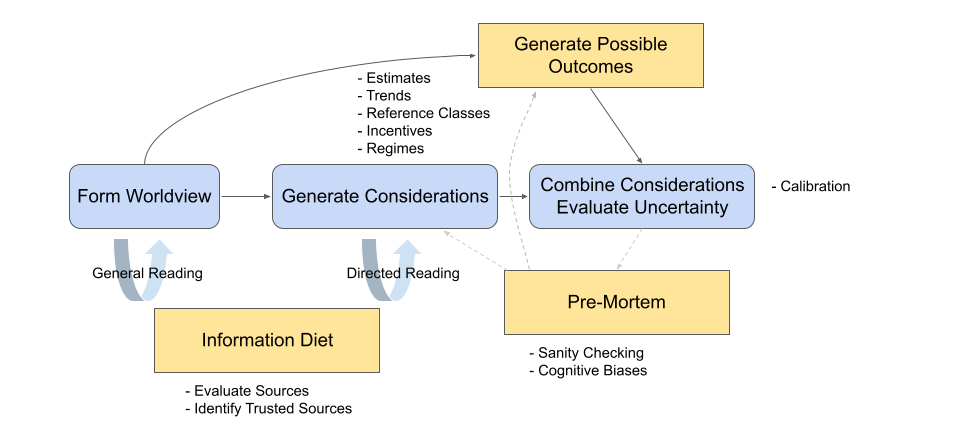 Generate Possible
Outcomes
- Estimates
- Trends
- Reference Classes
- Incentives
- Regimes
Form Worldview
Generate Considerations
Combine Considerations
Evaluate Uncertainty
- Calibration
General Reading
Directed Reading
Pre-Mortem
Information Diet
- Sanity Checking
- Cognitive Biases
- Evaluate Sources
- Identify Trusted Sources